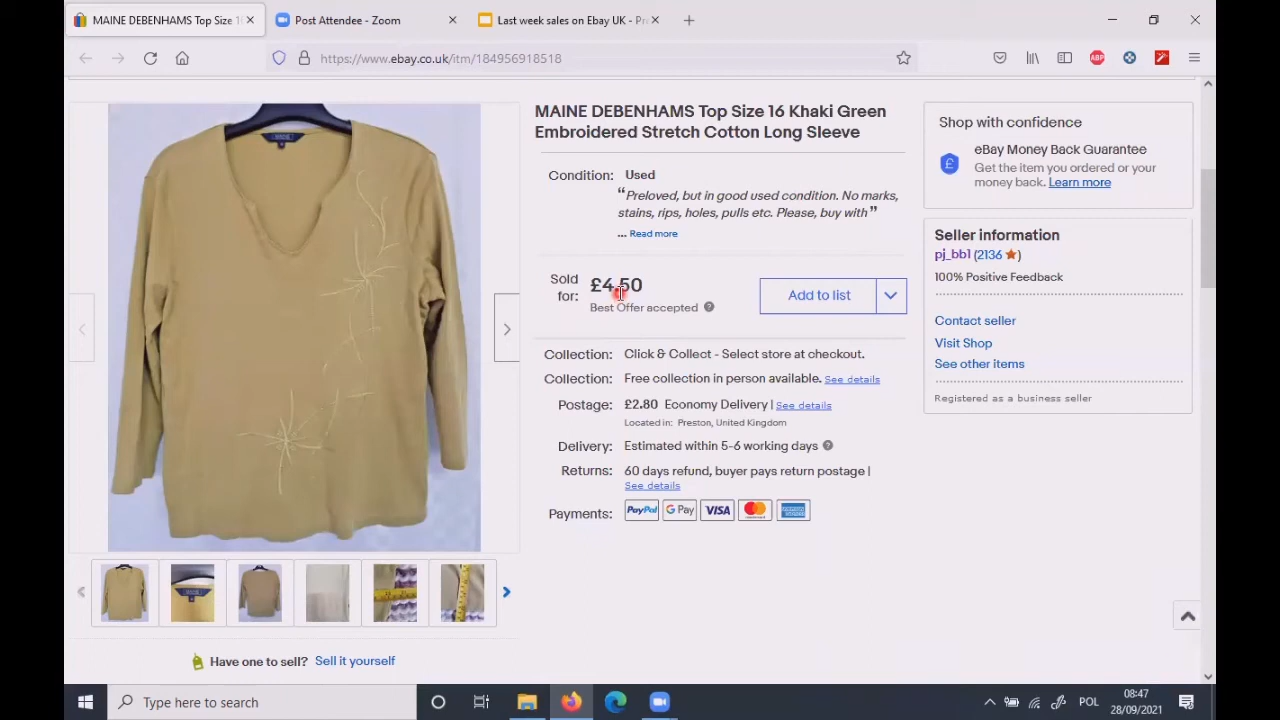 MAINE DEBENHAMS Top Size 1
Post Attendee - Zoom
Last week sales on Ebay UK - Pr
https://www.ebay.co.uk/itm/184956918518
ABP
MAINE DEBENHAMS Top Size 16 Khaki Green
Embroidered Stretch Cotton Long Sleeve
Condition: Used
“Preloved, but in good used condition. No marks,
stains, rips, holes, pulls etc. Please, buy with”
... Read more
Sold for: £4.50
Best Offer accepted
Add to list
Collection: Click & Collect - Select store at checkout.
Collection: Free collection in person available. See details
Postage: £2.80 Economy Delivery | See details
Located in: Preston, United Kingdom
Delivery: Estimated within 5-6 working days
Returns: 60 days refund, buyer pays return postage |
See details
Payments: PayPal G Pay VISA
Shop with confidence
eBay Money Back Guarantee
Get the item you ordered or your
money back. Learn more
Seller information
pj_bb1 (2136)
100% Positive Feedback
Contact seller
Visit Shop
See other items
Registered as a business seller
Have one to sell? Sell it yourself
Type here to search
POL
08:47
28/09/2021